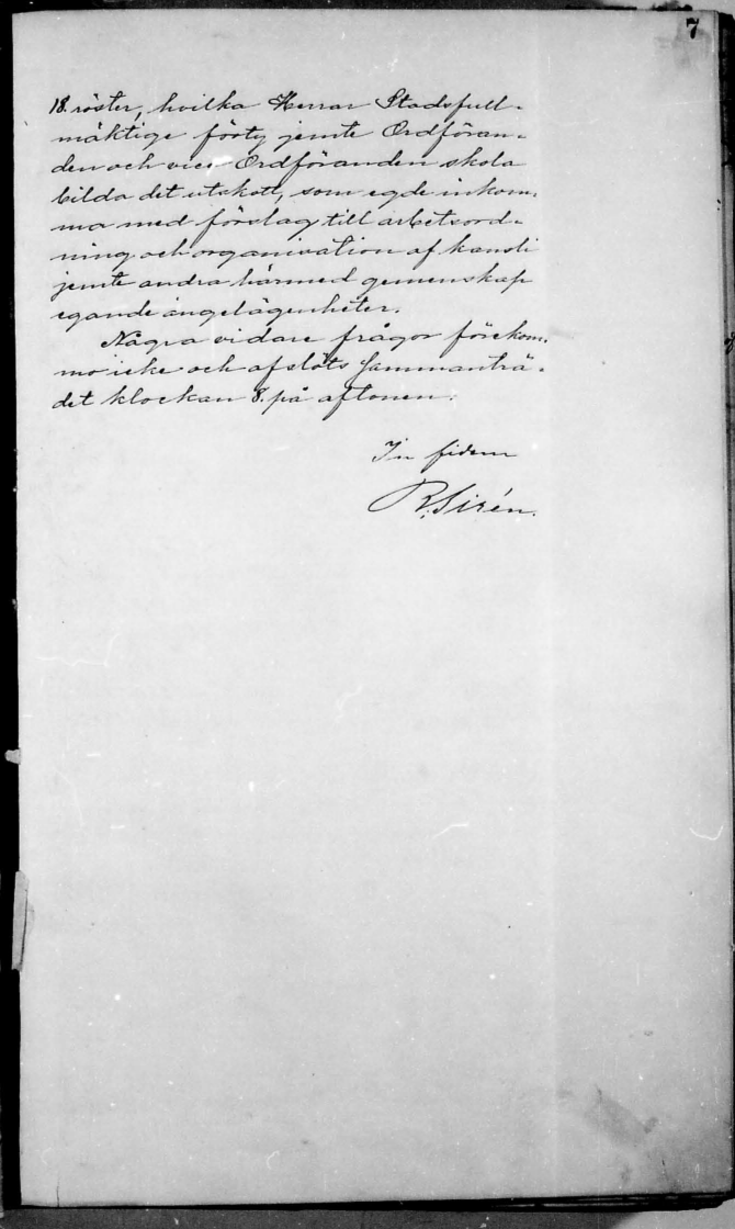 7
18. röster, hvilka Herrar Stadsfull-
mäktige förty jemte Ordföran-
den och vice Ordföranden skola
bilda det utskott, som egde inkom-
ma med förslag till arbetsord-
ning och organisation af kansli
jemte andra härmed gemenskap
egande angelägenheter.
Några vidare frågor förekom-
mo icke och afslöts sammanträ-
det klockan 8. på aftonen.
In fidem
R. Sirén.